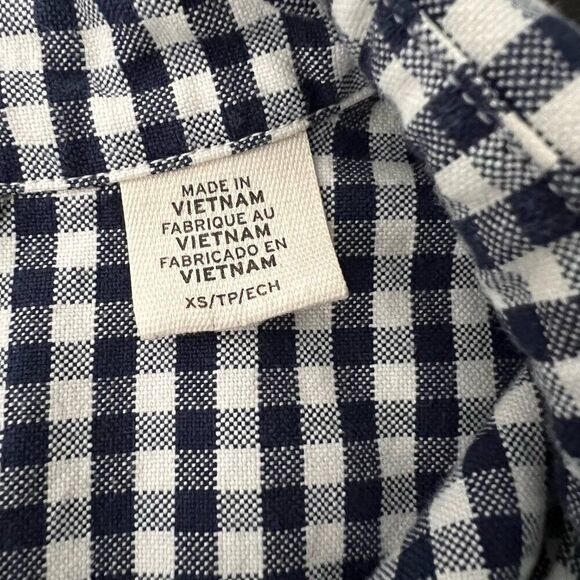 MADE IN
VIETNAM
FABRIQUE AU
VIETNAM
FABRICADO EN
VIETNAM
XS/TP/ECH